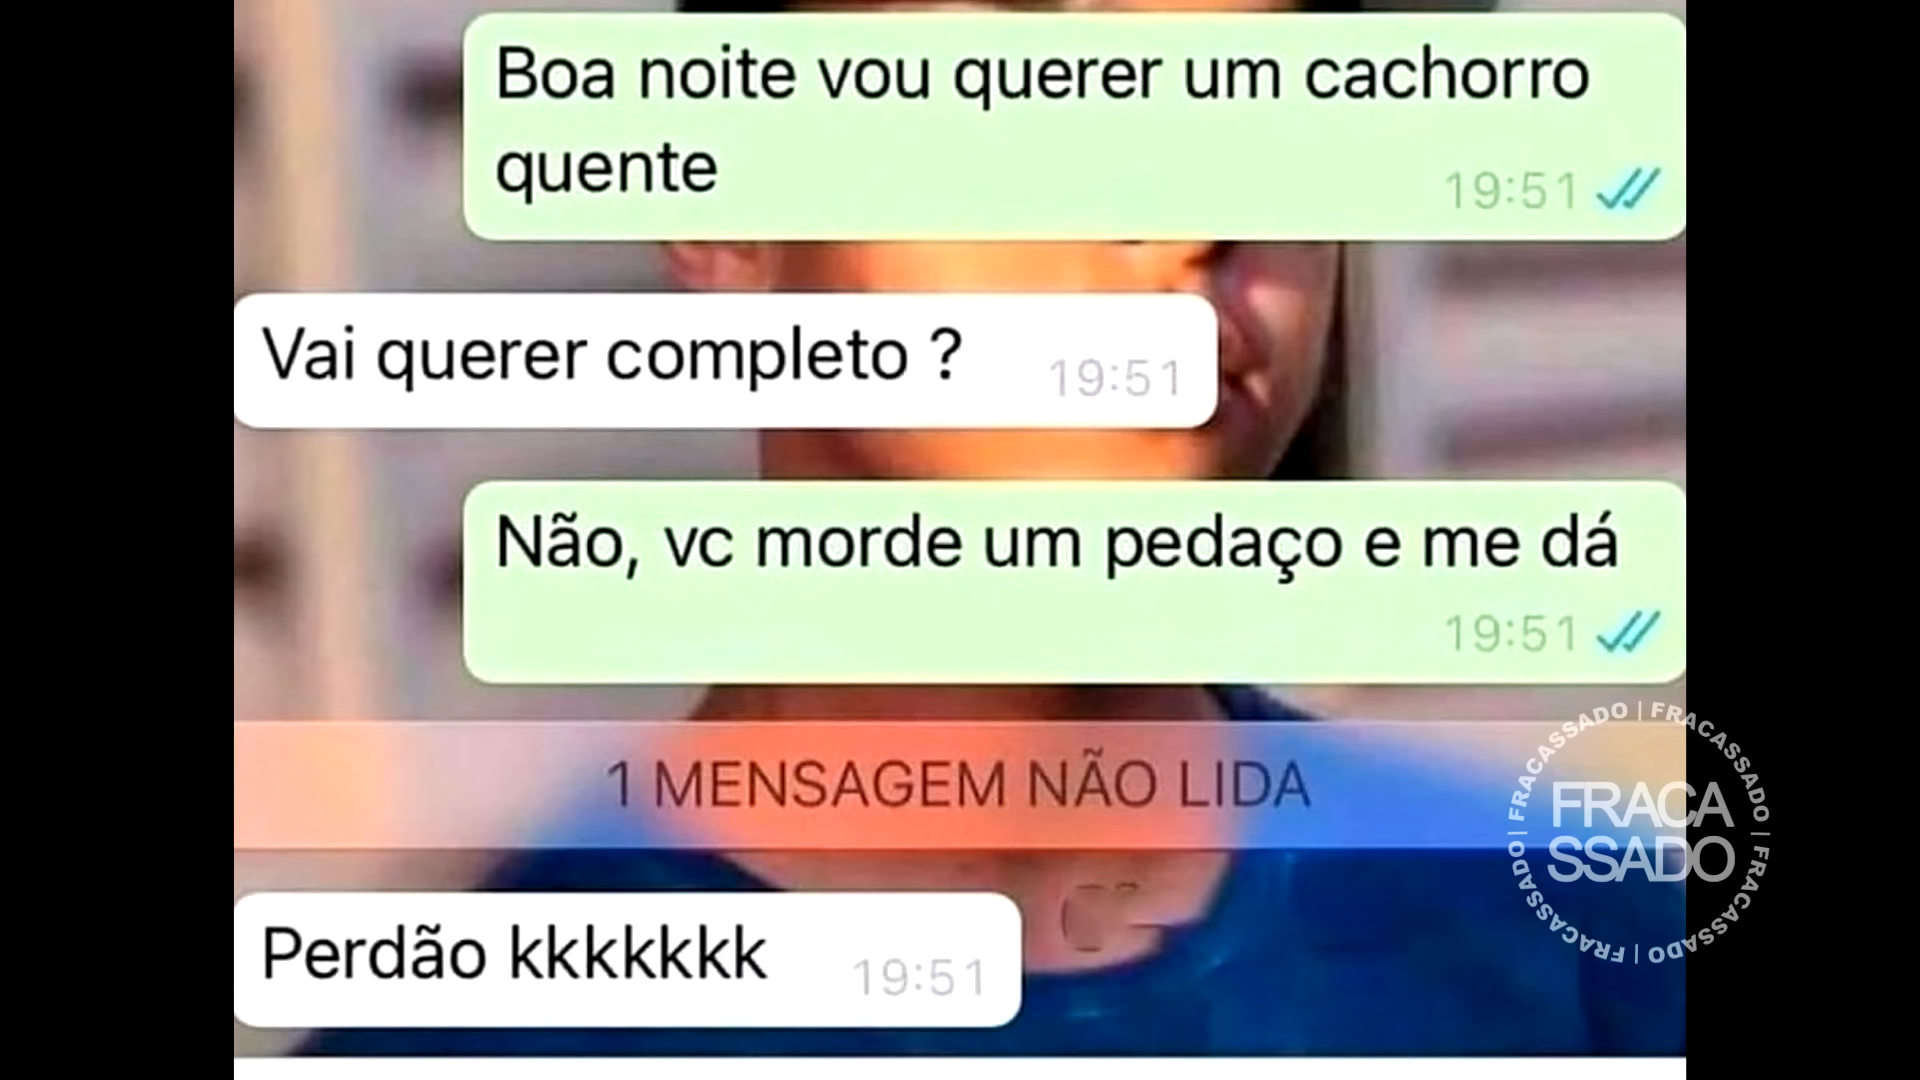 Boa noite vou querer um cachorro
quente
19:51
Vai querer completo ?
19:51
Não, vc morde um pedaço e me dá
19:51
1 MENSAGEM NÃO LIDA
FRACASSADO | FRACASSADO | FRACASSADO | FRACASSADO |
FRACA
SSADO
Perdão kkkkkkk
19:51